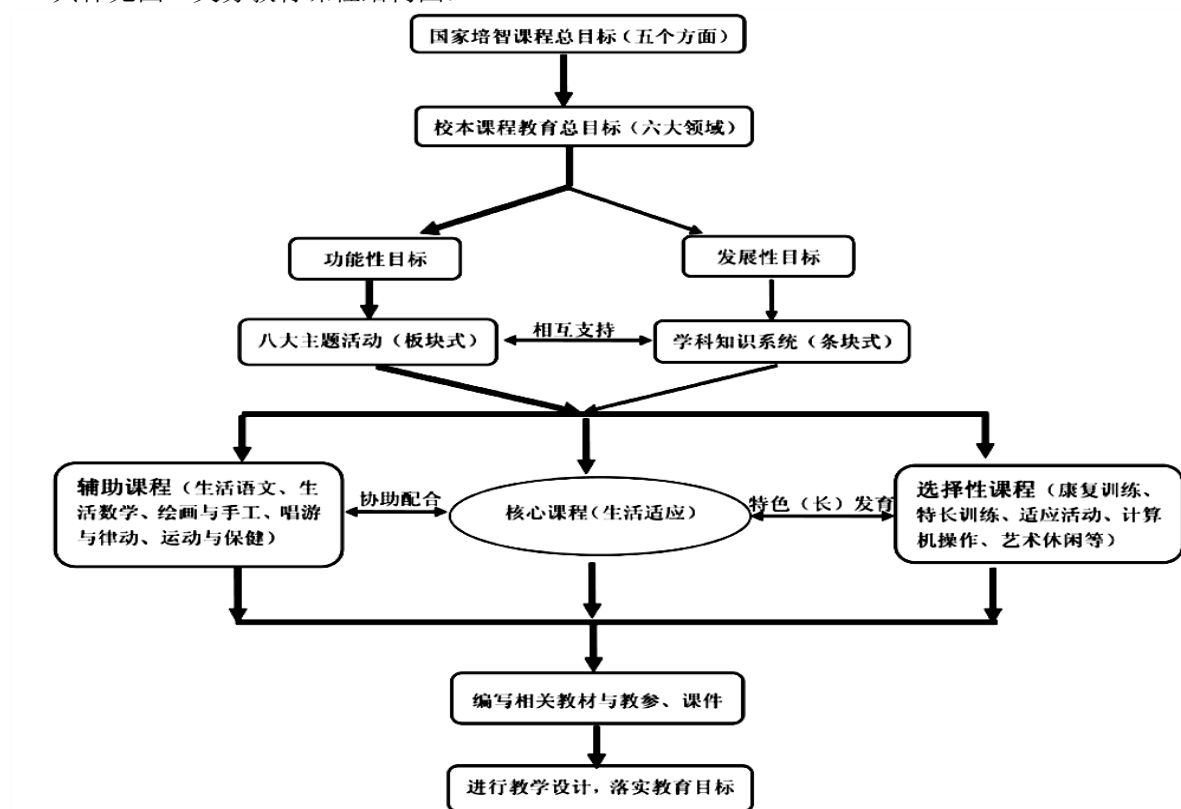 国家培智课程总目标（五个方面）
校本课程教育总目标（六大领域）
功能性目标
发展性目标
八大主题活动（板块式）
相互支持
学科知识系统（条块式）
辅助课程（生活语文、生
活数学、绘画与手工、唱游
与律动、运动与保健）
协助配合
核心课程（生活适应）
特色（长）发育
选择性课程（康复训练、
特长训练、适应活动、计算
机操作、艺术休闲等）
编写相关教材与教参、课件
进行教学设计，落实教育目标